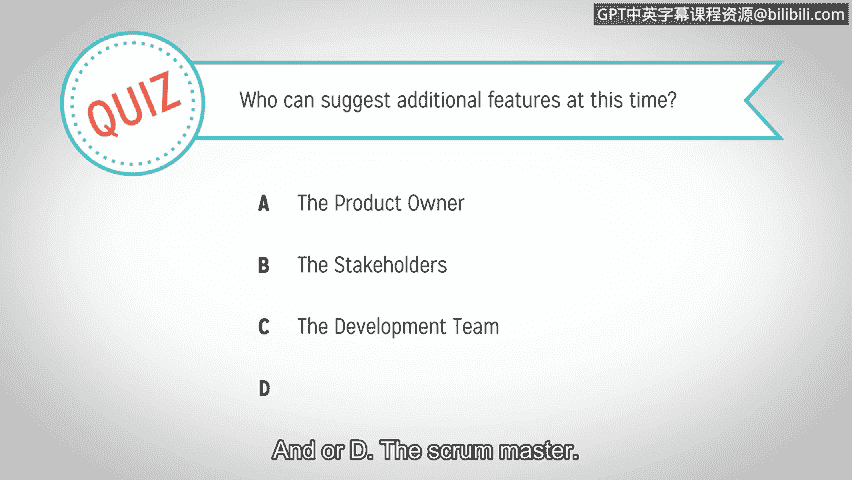 GPT中英字幕课程资源@bilibili.com
QUIZ
Who can suggest additional features at this time?
A The Product Owner
B The Stakeholders
C The Development Team
D
And or D. The scrum master.